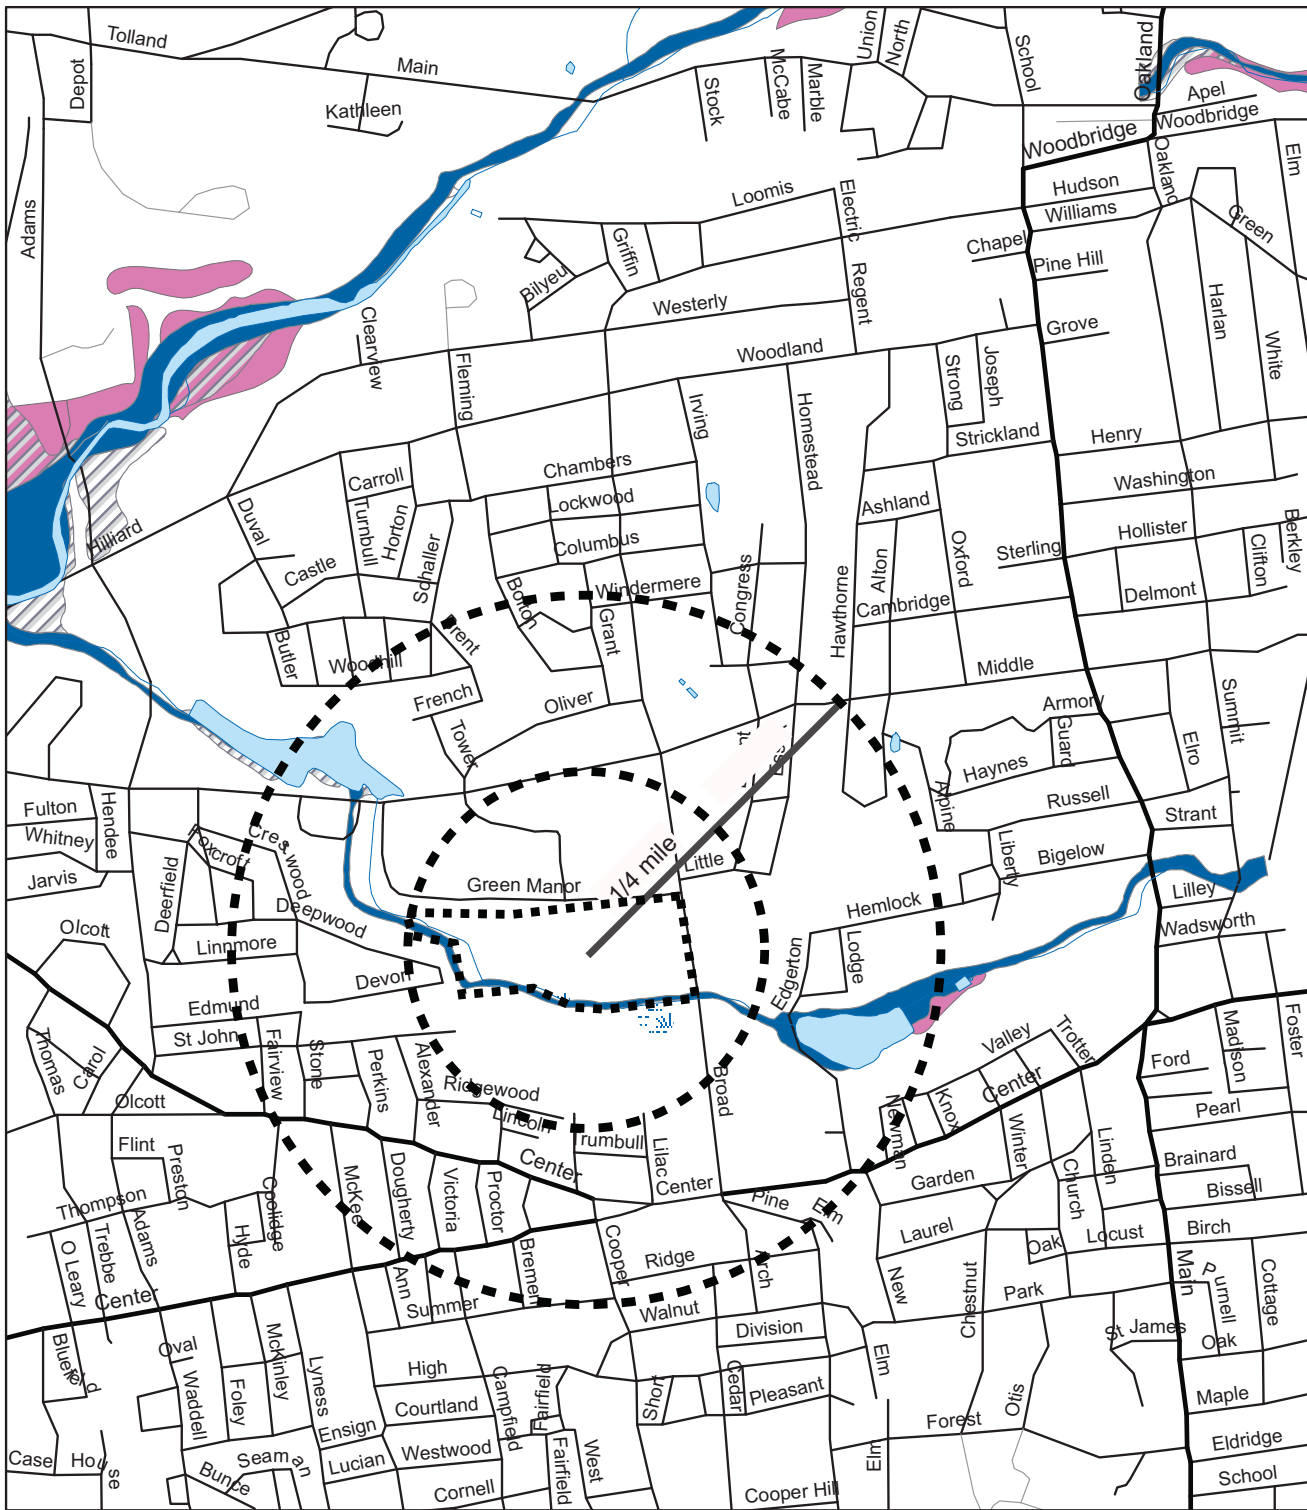 Tolland
Main
Depot
Kathleen
Stock
McCabe
Marble
Union
North
School
Oakland
Apel
Woodbridge
Woodbridge
Oakland
Elm
Adams
Hudson
Williams
Green
Loomis
Electric
Chapel
Pine Hill
Griffin
Bilyeu
Westerly
Regent
Grove
Harlan
White
Clearview
Fleming
Woodland
Strong
Joseph
Irving
Homestead
Strickland
Henry
Carroll
Chambers
Washington
Lockwood
Ashland
Duval
Turnbull
Horton
Hilliard
Columbus
Oxford
Sterling
Hollister
Clifton
Berkley
Schaller
Castle
Alton
Windermere
Congress
Hawthorne
Cambridge
Delmont
Bolton
Grant
Butler
Woodhill
Middle
French
Oliver
Armory
Summit
Tower
Guard
Elro
Haynes
Alpine
Russell
Strant
Fulton
Hendee
Whitney
Foxcroft
Crestwood
Little
Liberty
Bigelow
Jarvis
Deerfield
Green Manor
1/4 mile
Lilley
Deepwood
Hemlock
Wadsworth
Olcott
Linnmore
Lodge
Edgerton
Devon
Edmund
St John
Thomas
Carol
Fairview
Stone
Perkins
Alexander
Valley
Trotter
Ford
Madison
Foster
Olcott
Ridgewood
Broad
Center
Lincoln
Newman
Knox
Pearl
Flint
Preston
Trumbull
Lilac
Winter
Linden
Center
Center
McKee
Dougherty
Victoria
Proctor
Garden
Church
Brainard
Bissell
Thompson
Coolidge
Pine
Elm
Adams
Trebbe
Hyde
O Leary
Cooper
Laurel
Oak
Locust
Birch
Ridge
Arch
Bremen
Ann
Center
Summer
Walnut
New
Chestnut
Park
Main
Purnell
Cottage
Oval
McKinley
Division
St James
Oak
Bluefield
Waddell
Foley
Lyness
High
Campfield
Fairfield
Short
Cedar
Pleasant
Elm
Otis
Maple
Courtland
Ensign
Forest
Case
House
Seaman
Lucian
Westwood
Fairfield
West
Elm
Eldridge
Bunce
Cornell
Cooper Hill
School